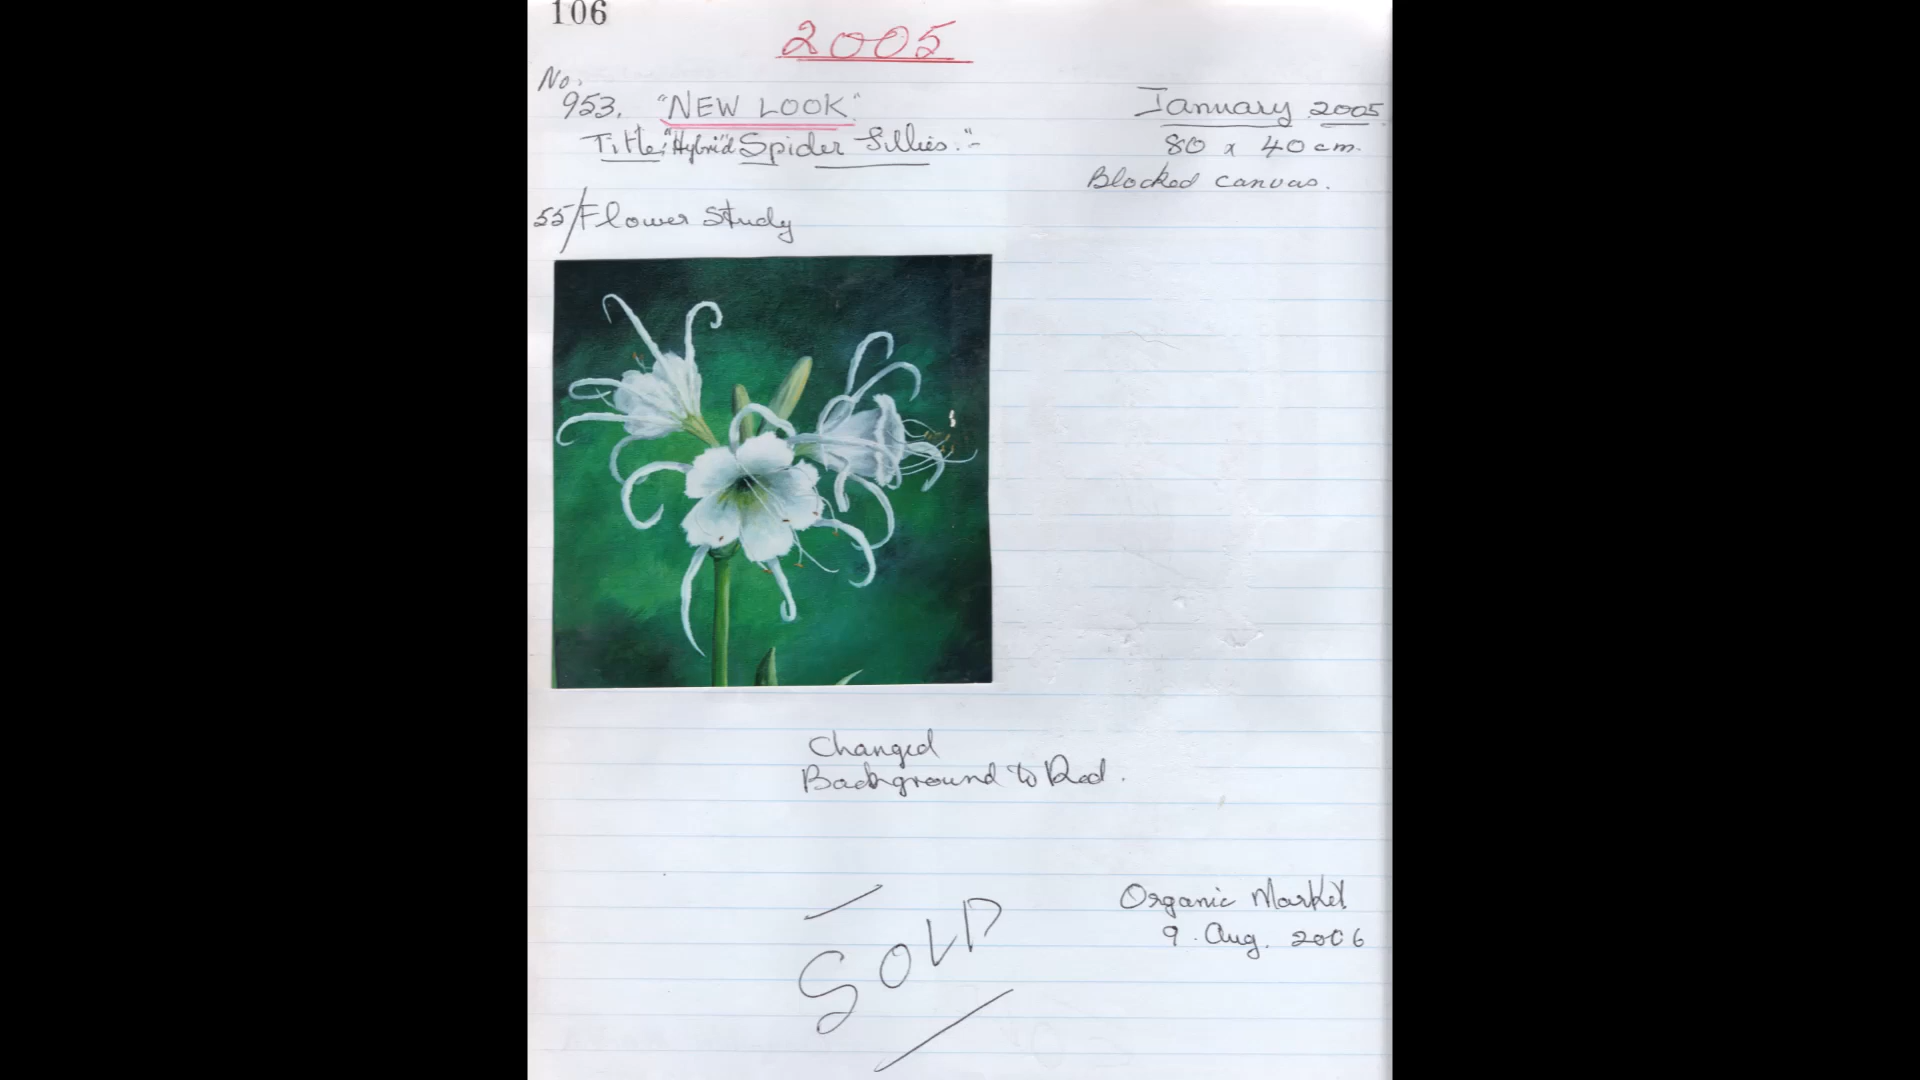 106
2005
No.
953. "NEW LOOK"
January 2005
Title: "Hybrid" Spider Lillies."-
80 x 40 cm.
Blocked canvas.
55/Flower Study
Changed
Background to Red.
Organic Market
9. Aug. 2006
SOLD